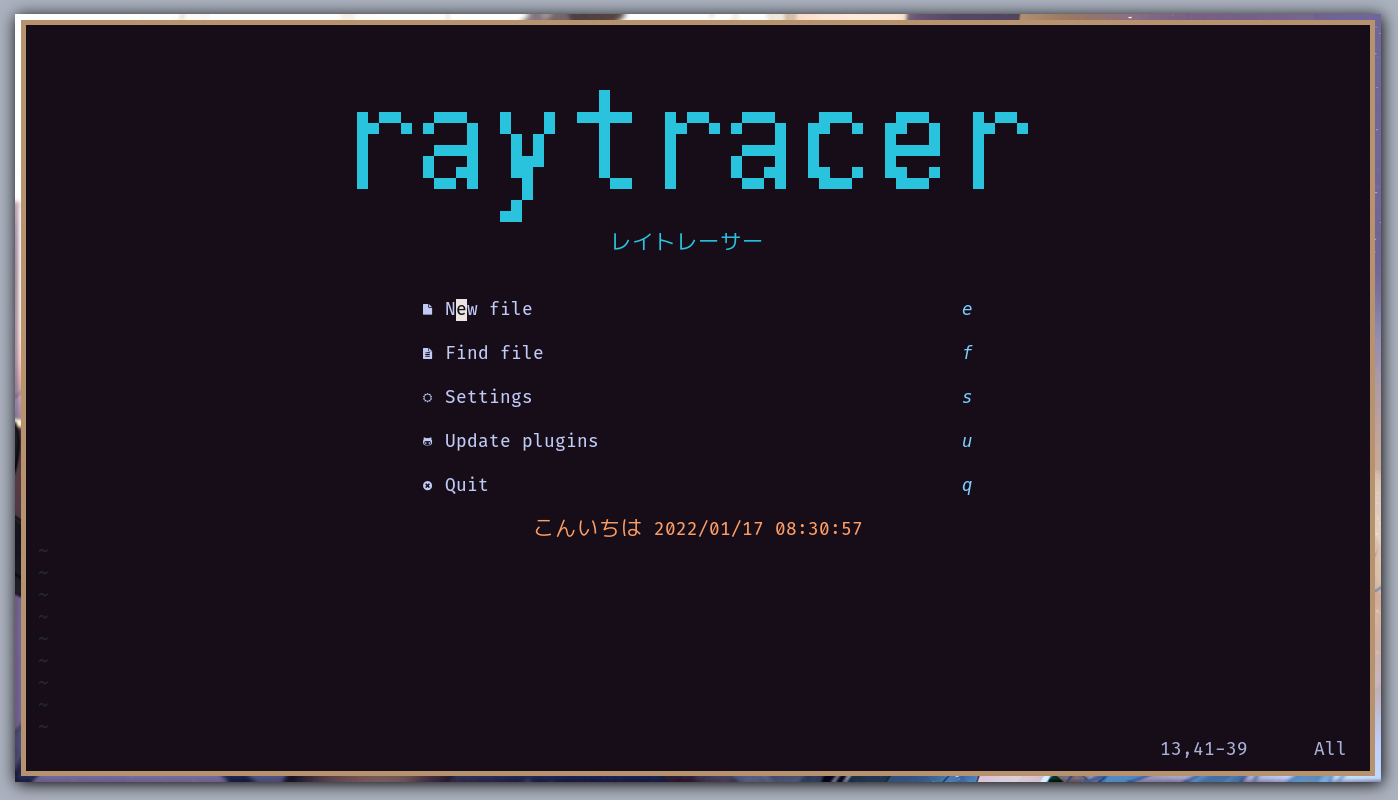 raytracer
レイトレーサー
New file e
Find file f
Settings s
Update plugins u
Quit q
こんいちは 2022/01/17 08:30:57
~
~
~
~
~
~
~
~
~
13,41-39 All